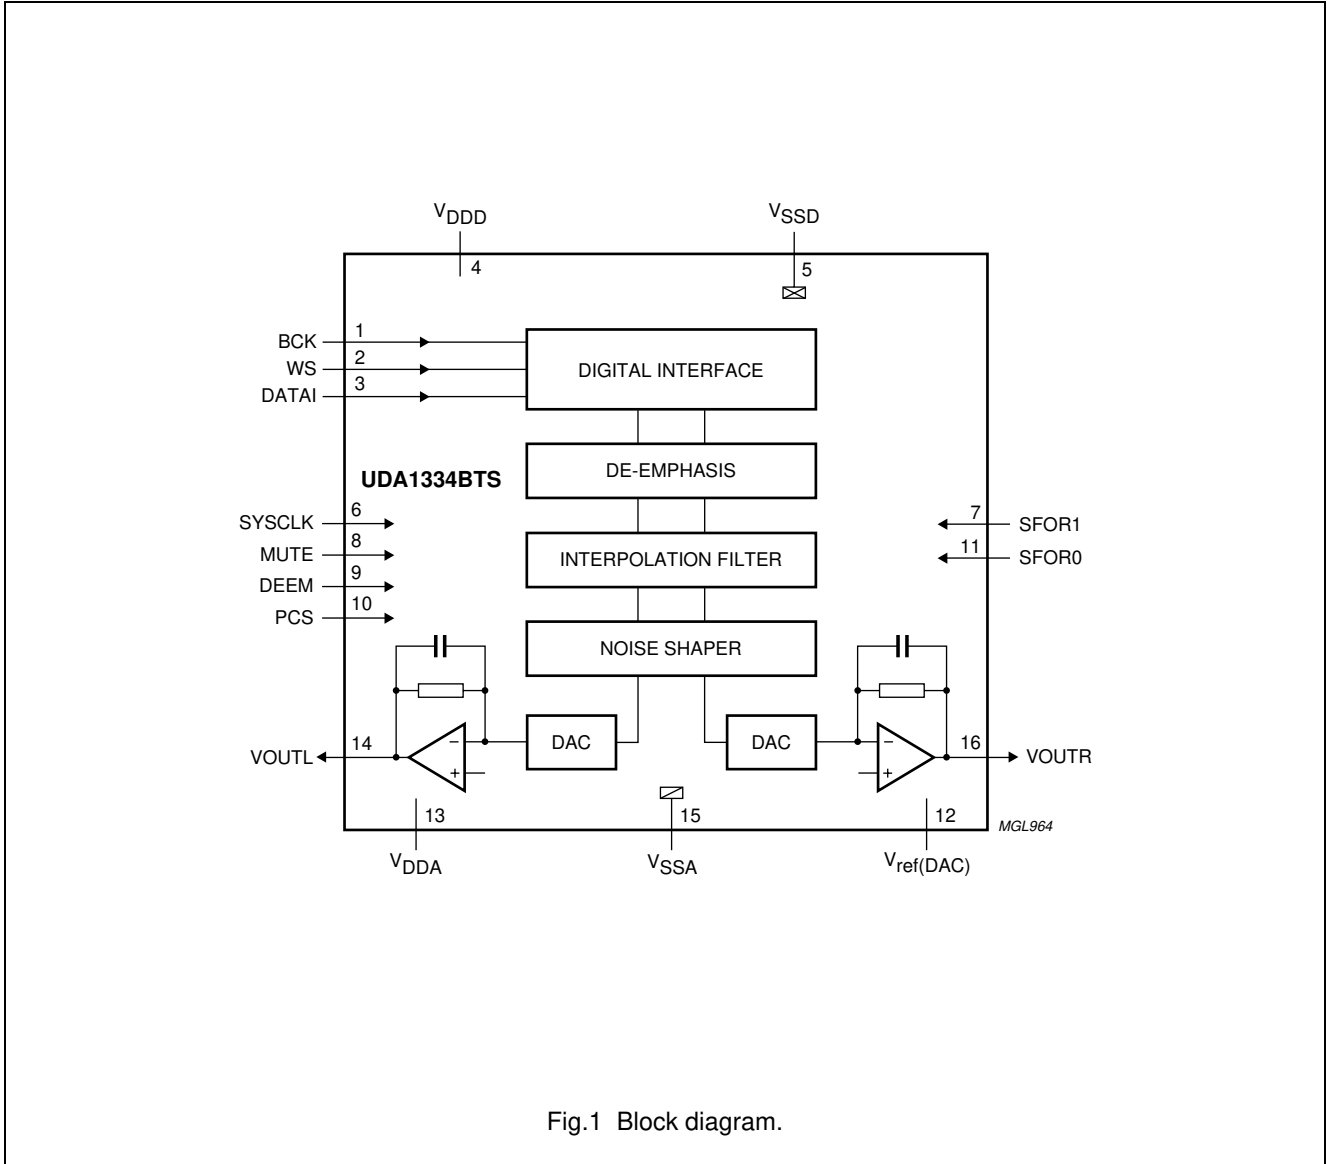 VDDD
VSSD
4
5
BCK
1
WS
2
DATAI
3
DIGITAL INTERFACE
DE-EMPHASIS
UDA1334BTS
SYSCLK
6
MUTE
8
DEEM
9
PCS
10
7
SFOR1
11
SFOR0
INTERPOLATION FILTER
NOISE SHAPER
VOUTL
14
−
+
DAC
DAC
−
+
16
VOUTR
13
15
12
VDDA
VSSA
Vref(DAC)
MGL964
Fig.1 Block diagram.